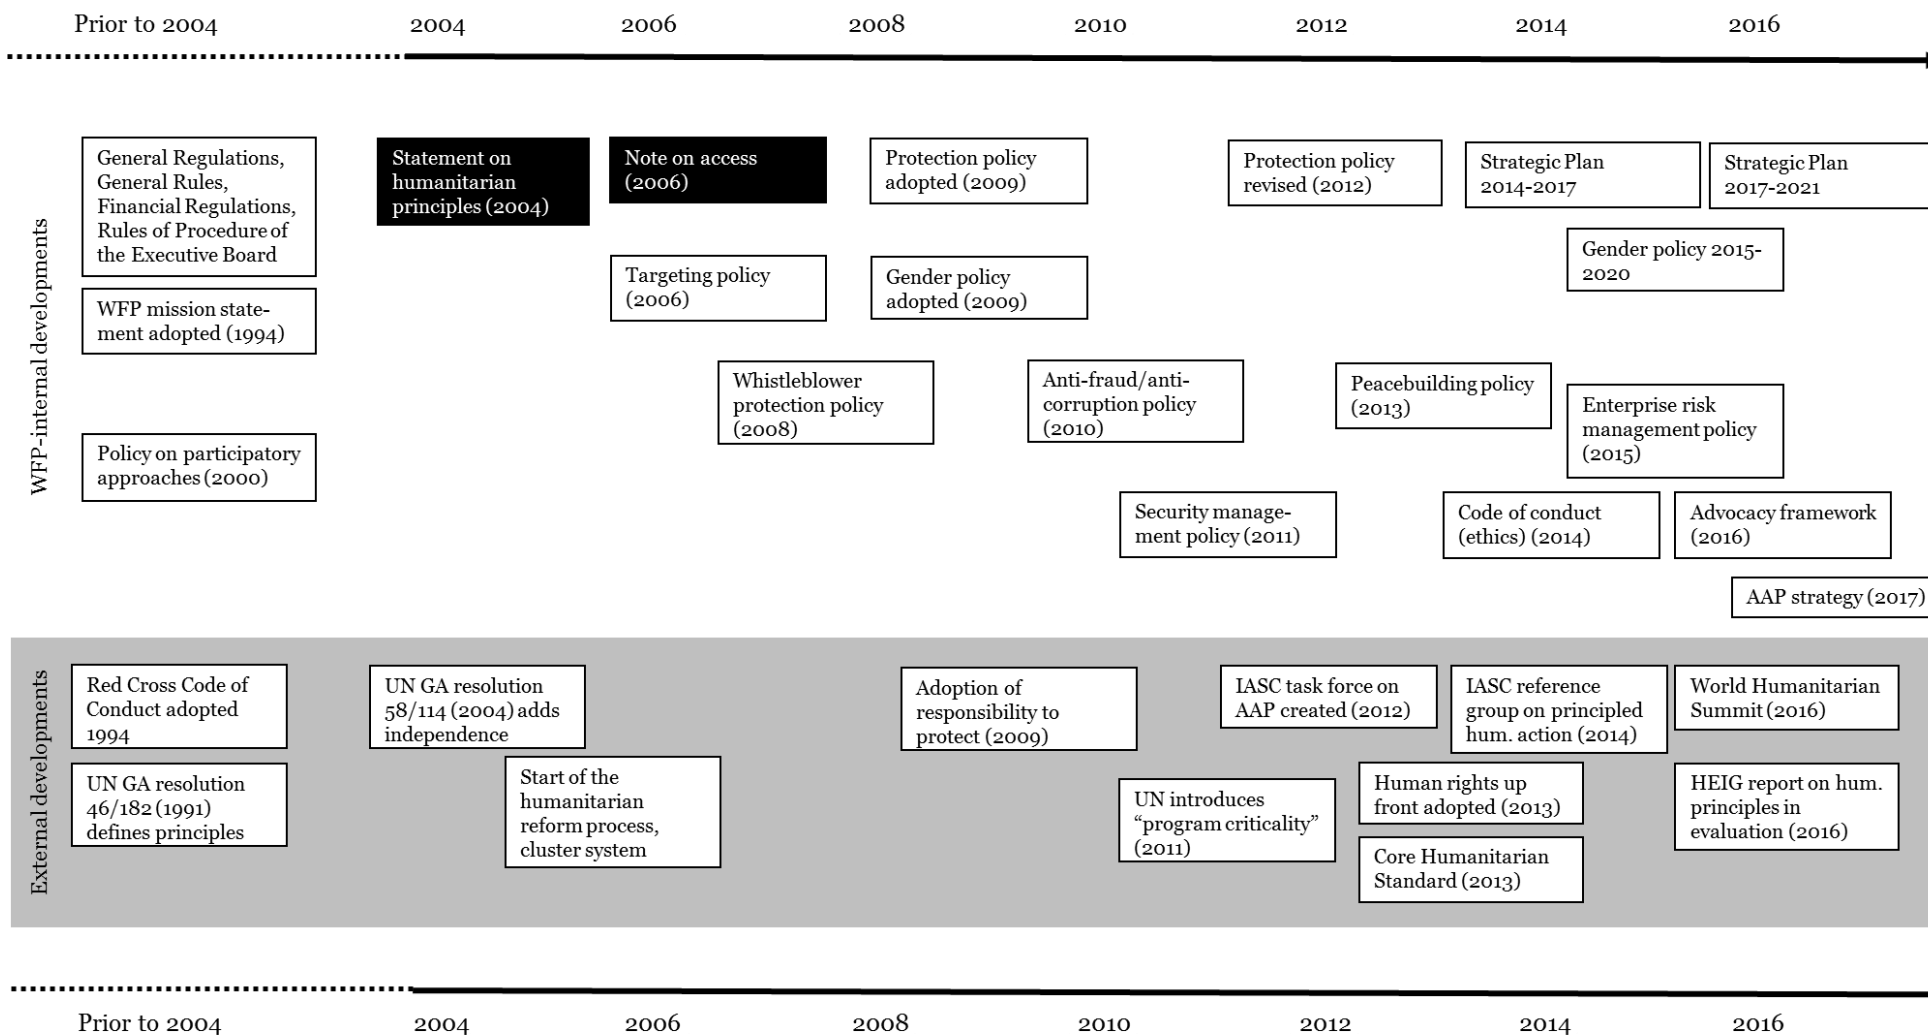 Prior to 2004
2004
2006
2008
2010
2012
2014
2016
WFP-internal developments
General Regulations,
General Rules,
Financial Regulations,
Rules of Procedure of
the Executive Board
Statement on
humanitarian
principles (2004)
Note on access
(2006)
Protection policy
adopted (2009)
Protection policy
revised (2012)
Strategic Plan
2014-2017
Strategic Plan
2017-2021
Gender policy 2015-
2020
WFP mission state-
ment adopted (1994)
Targeting policy
(2006)
Gender policy
adopted (2009)
Whistleblower
protection policy
(2008)
Anti-fraud/anti-
corruption policy
(2010)
Peacebuilding policy
(2013)
Enterprise risk
management policy
(2015)
Policy on participatory
approaches (2000)
Security manage-
ment policy (2011)
Code of conduct
(ethics) (2014)
Advocacy framework
(2016)
AAP strategy (2017)
External developments
Red Cross Code of
Conduct adopted
1994
UN GA resolution
58/114 (2004) adds
independence
Adoption of
responsibility to
protect (2009)
IASC task force on
AAP created (2012)
IASC reference
group on principled
hum. action (2014)
World Humanitarian
Summit (2016)
UN GA resolution
46/182 (1991)
defines principles
Start of the
humanitarian
reform process,
cluster system
UN introduces
“program criticality”
(2011)
Human rights up
front adopted (2013)
Core Humanitarian
Standard (2013)
HEIG report on hum.
principles in
evaluation (2016)
Prior to 2004
2004
2006
2008
2010
2012
2014
2016